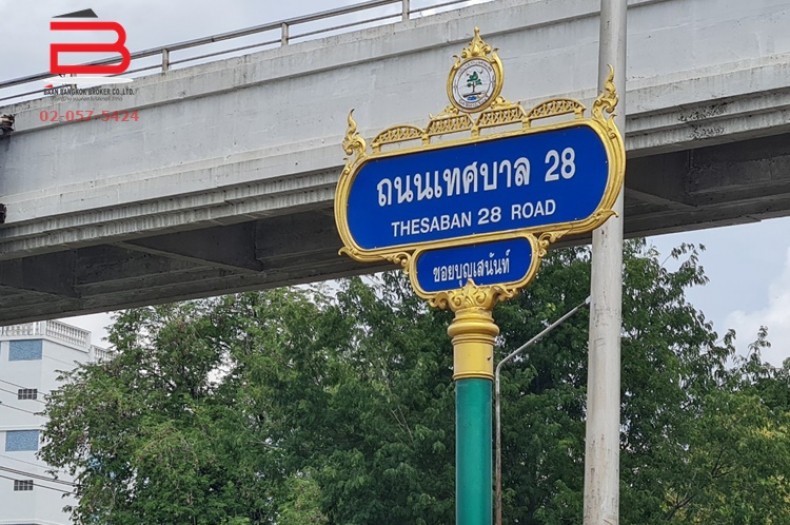 B
BAAN BANGKOK BROKER CO.,LTD.
02-057-5424
ถนนเทศบาล 28
THESABAN 28 ROAD
ซอยบุญเสนันท์